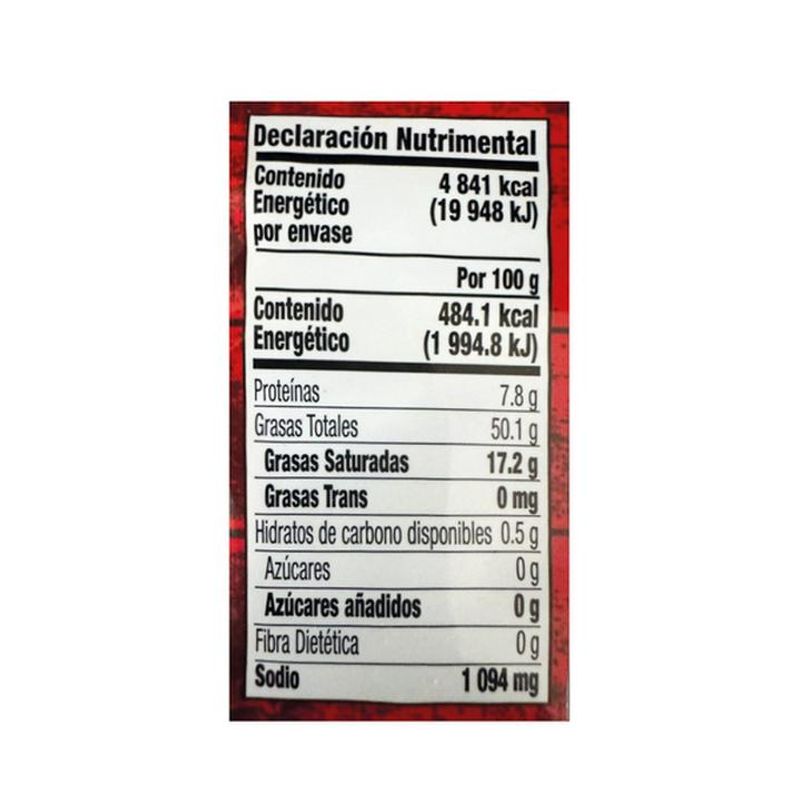 Declaración Nutrimental
Contenido 4 841 kcal
Energético (19 948 kJ)
por envase
Por 100 g
Contenido 484.1 kcal
Energético (1 994.8 kJ)
Proteínas 7.8 g
Grasas Totales 50.1 g
Grasas Saturadas 17.2 g
Grasas Trans 0 mg
Hidratos de carbono disponibles 0.5 g
Azúcares 0 g
Azúcares añadidos 0 g
Fibra Dietética 0 g
Sodio 1 094 mg